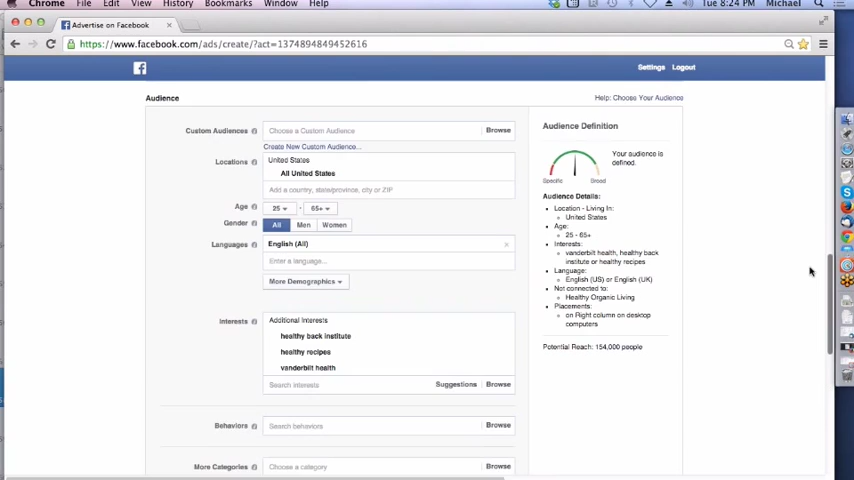 Chrome File Edit View History Bookmarks Window Help Tue 8:24 PM Michael
Advertise on Facebook
https://www.facebook.com/ads/create/?act=1374894849452616
Settings Logout
Audience Help: Choose Your Audience
Custom Audiences Choose a Custom Audience Browse
Create New Custom Audience...
Locations United States
All United States
Add a country, state/province, city or ZIP
Age 25 - 65+
Gender All Men Women
Languages English (All)
Enter a language...
More Demographics
Interests Additional Interests
healthy back institute
healthy recipes
vanderbilt health
Search interests Suggestions Browse
Behaviors Search behaviors Browse
More Categories Choose a category Browse
Audience Definition
Your audience is
defined.
Specific Broad
Audience Details:
Location - Living In:
United States
Age:
25 - 65+
Interests:
vanderbilt health, healthy back
institute or healthy recipes
Language:
English (US) or English (UK)
Not connected to:
Healthy Organic Living
Placements:
on Right column on desktop
computers
Potential Reach: 154,000 people